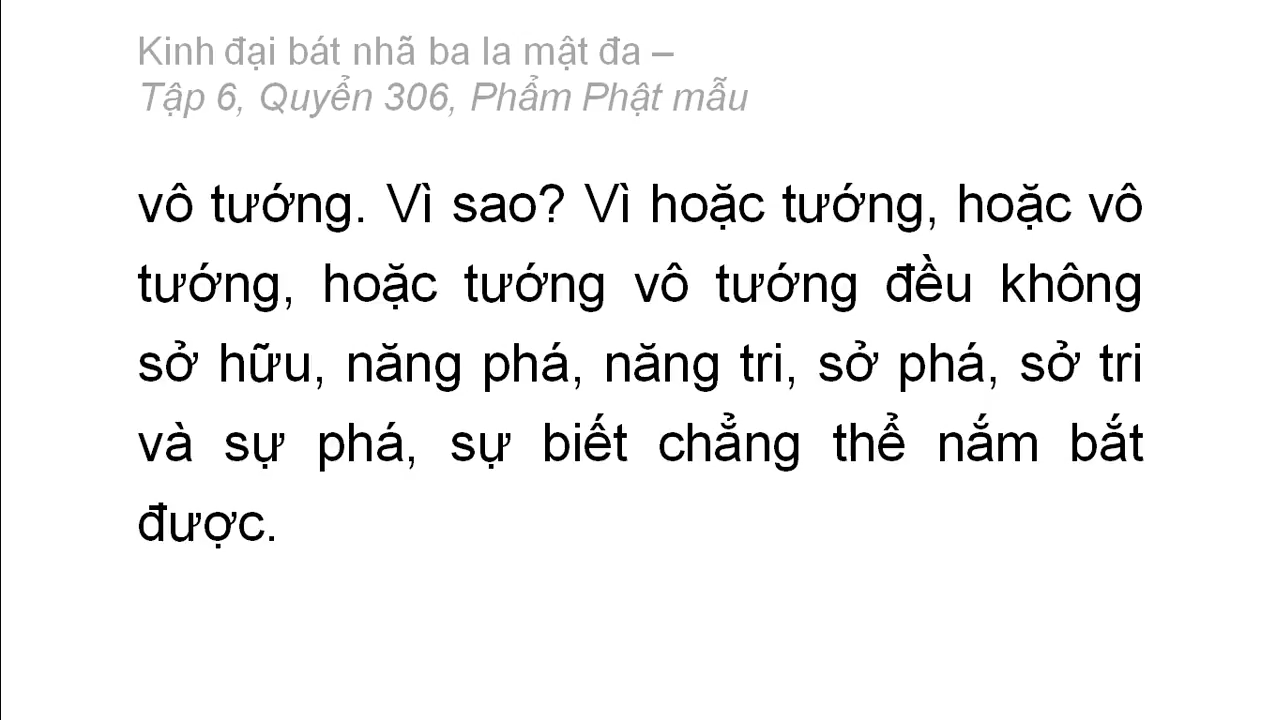 Kinh đại bát nhã ba la mật đa –
Tập 6, Quyển 306, Phẩm Phật mẫu
vô tướng. Vì sao? Vì hoặc tướng, hoặc vô
tướng, hoặc tướng vô tướng đều không
sở hữu, năng phá, năng tri, sở phá, sở tri
và sự phá, sự biết chẳng thể nắm bắt
được.